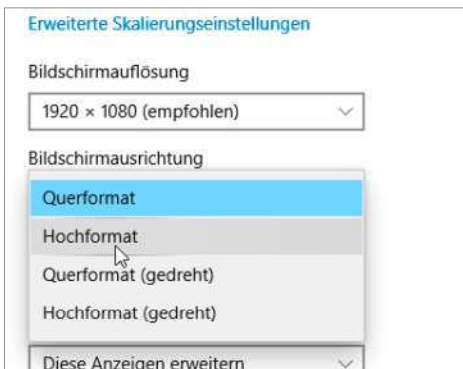 Erweiterte Skalierungseinstellungen
Bildschirmauflösung
1920 × 1080 (empfohlen)
Bildschirmausrichtung
Querformat
Hochformat
Querformat (gedreht)
Hochformat (gedreht)
Diese Anzeigen erweitern